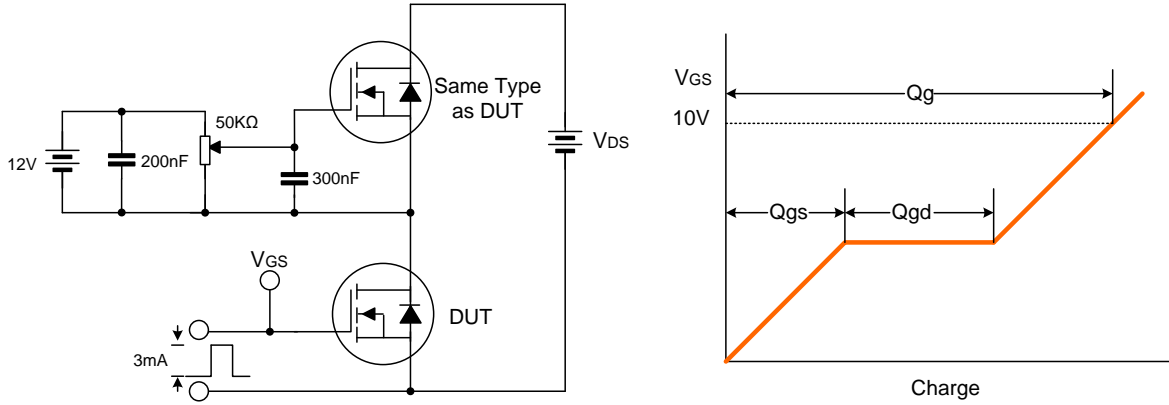 12V
200nF
50KΩ
300nF
Same Type
as DUT
VDS
VGS
DUT
3mA
VGS
10V
Qg
Qgs
Qgd
Charge